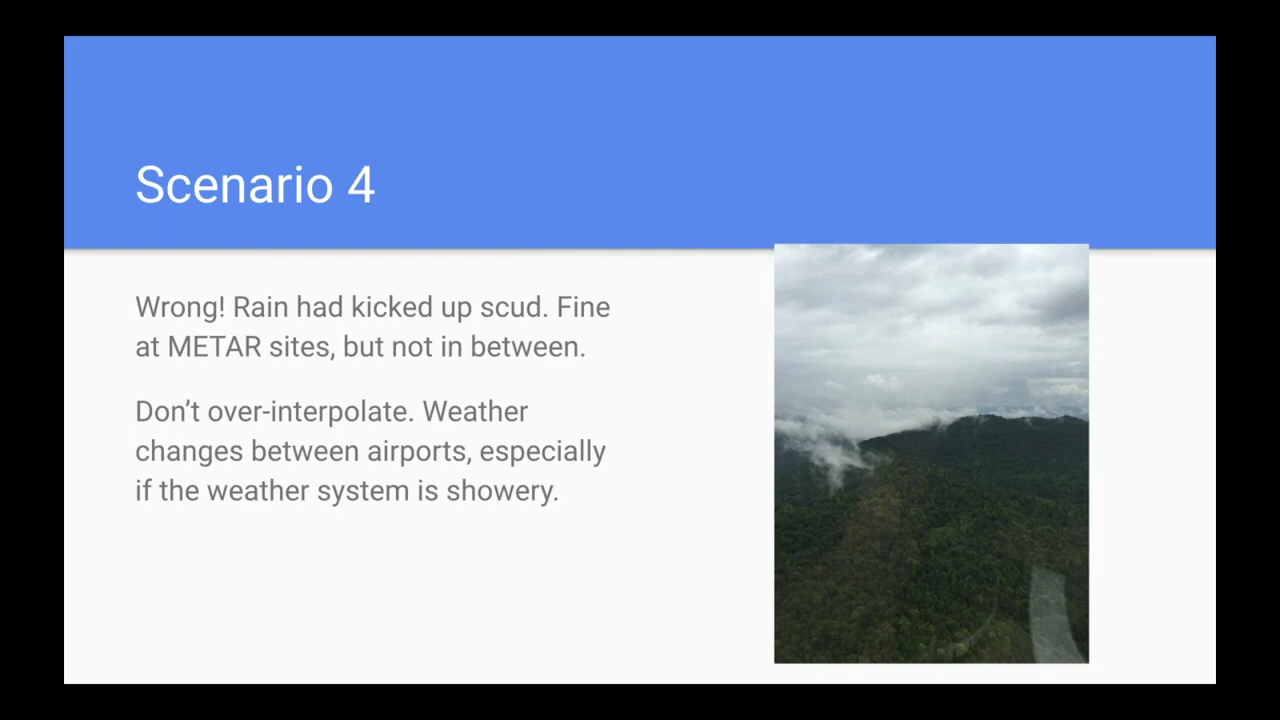 Scenario 4
Wrong! Rain had kicked up scud. Fine
at METAR sites, but not in between.
Don’t over-interpolate. Weather
changes between airports, especially
if the weather system is showery.